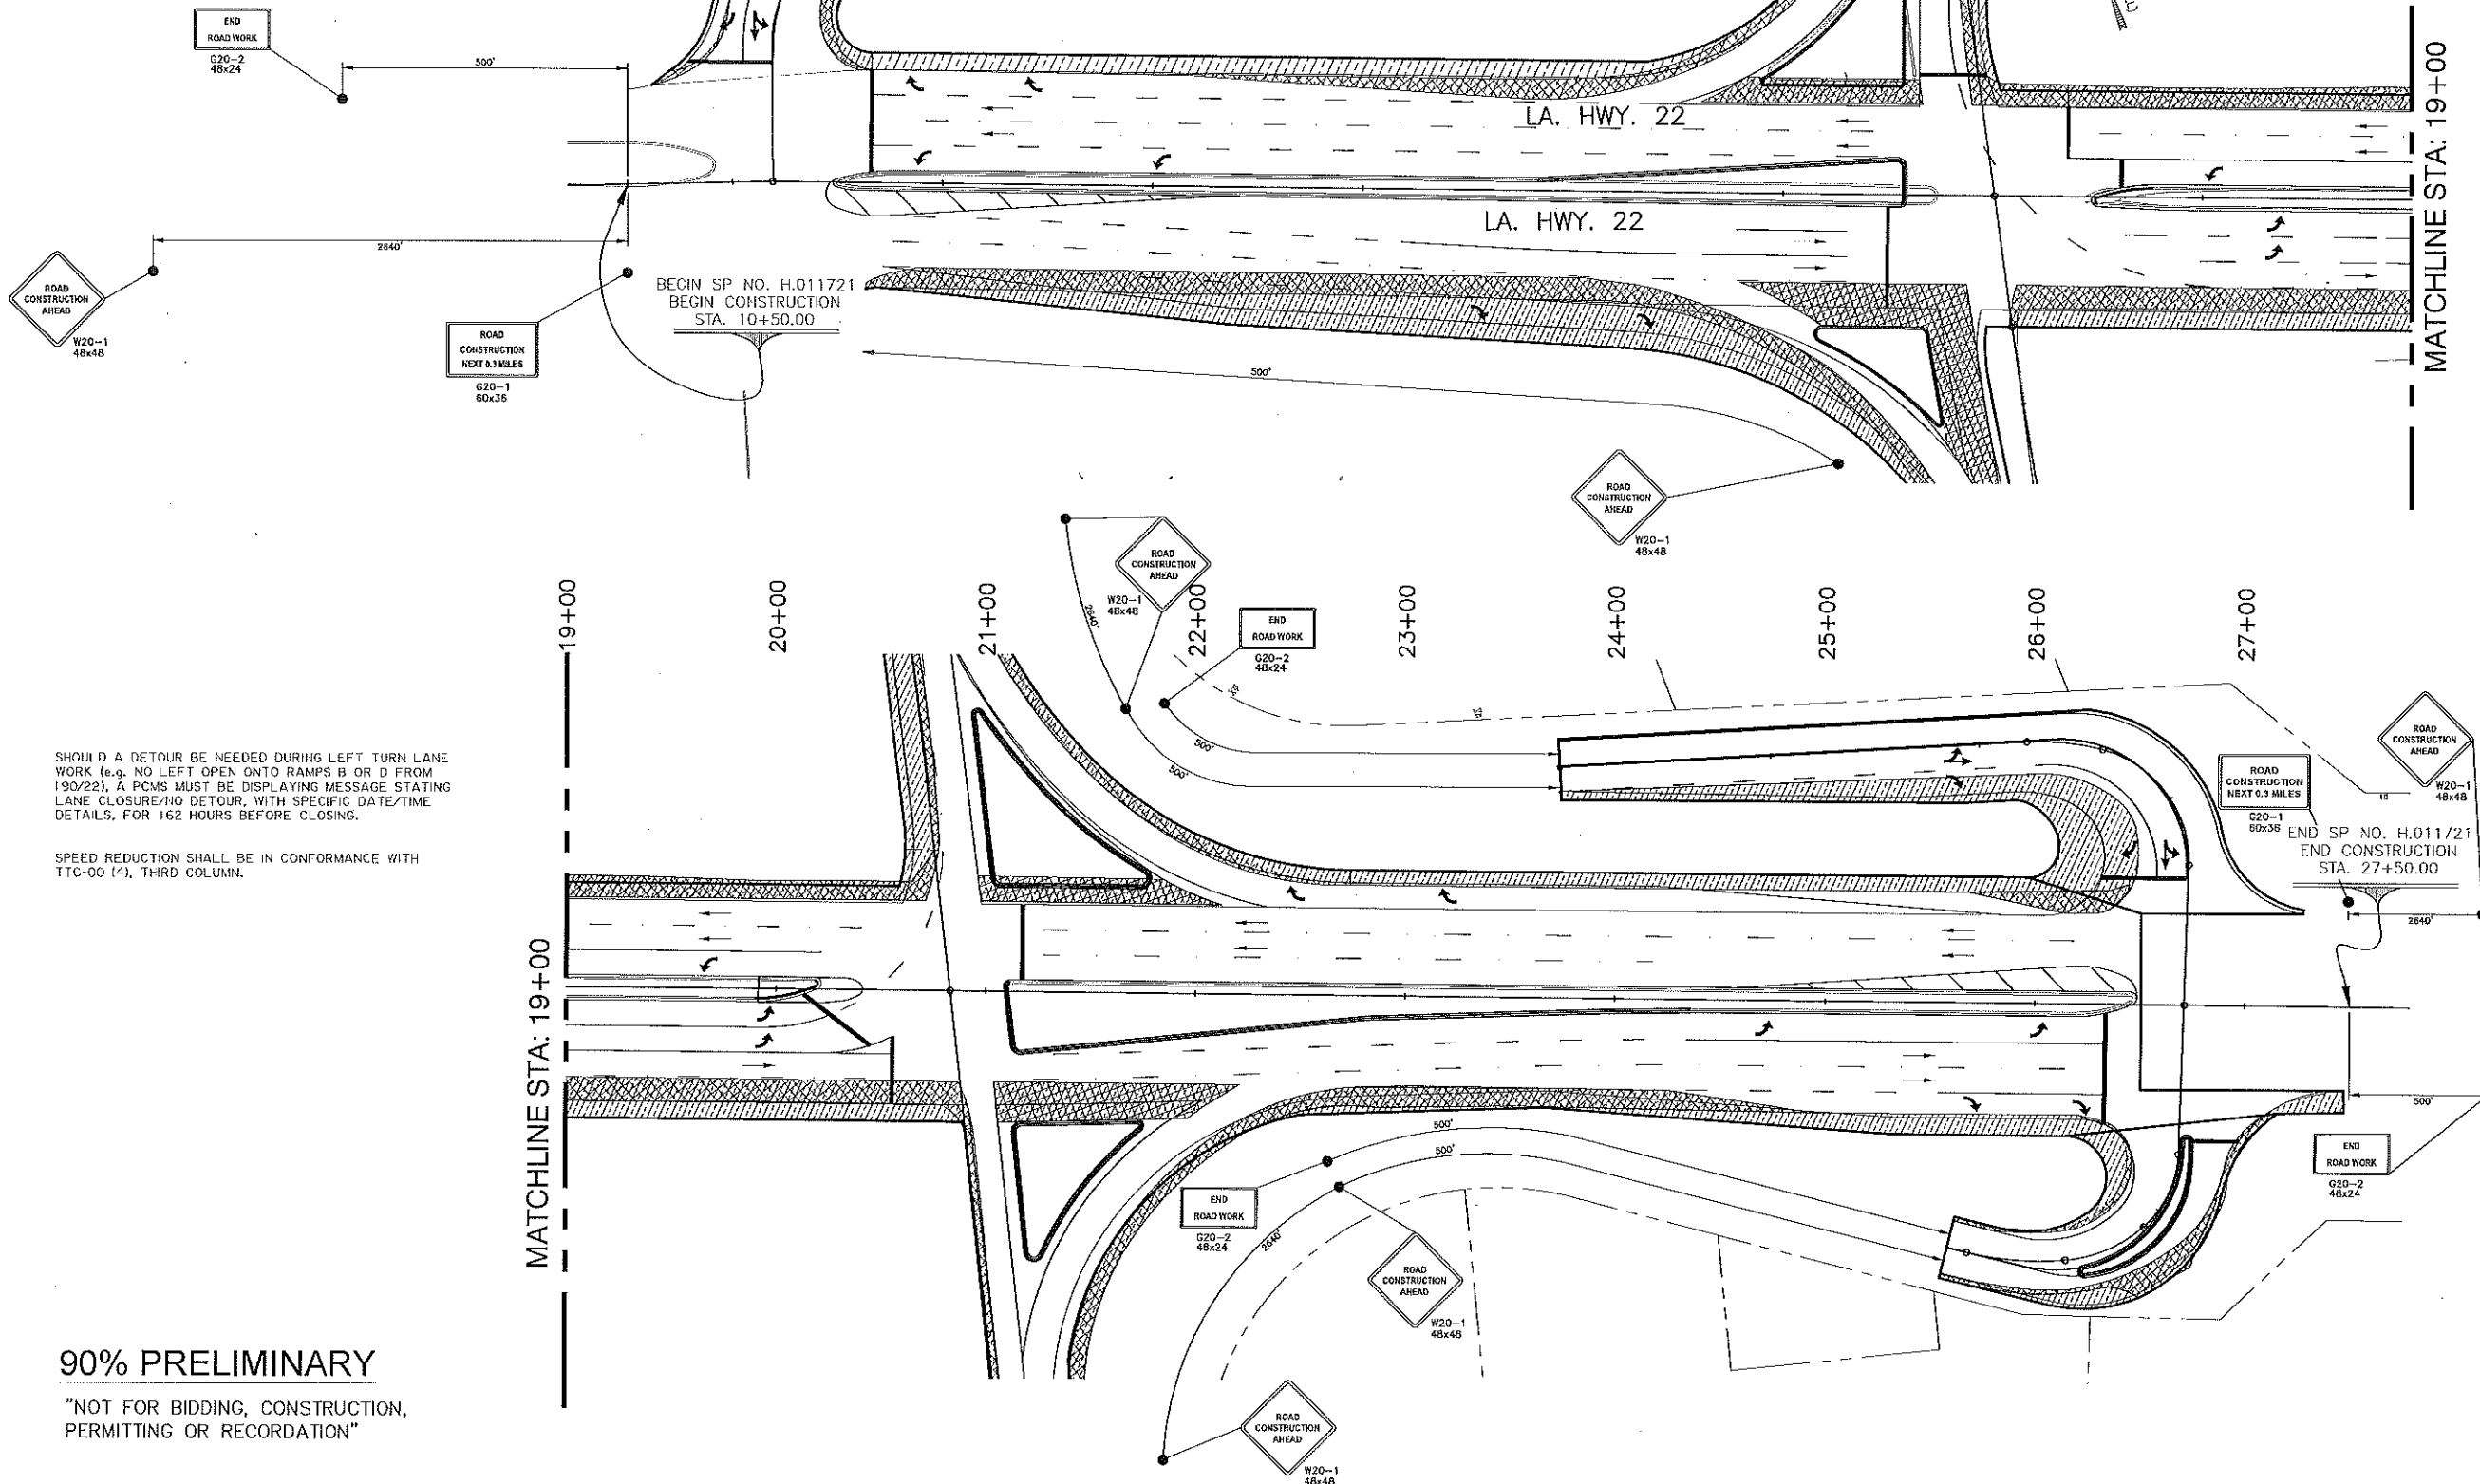 END
ROAD WORK
G20-2
48x24
500'
LA. HWY. 22
LA. HWY. 22
MATCHLINE STA: 19+00
2640'
ROAD
CONSTRUCTION
AHEAD
W20-1
48x48
ROAD
CONSTRUCTION
NEXT 0.3 MILES
G20-1
60x36
BEGIN SP NO. H.011721
BEGIN CONSTRUCTION
STA. 10+50.00
500'
ROAD
CONSTRUCTION
AHEAD
W20-1
48x48
19+00
20+00
21+00
22+00
23+00
24+00
25+00
26+00
27+00
ROAD
CONSTRUCTION
AHEAD
W20-1
48x48
2640'
END
ROAD WORK
G20-2
48x24
500'
500'
SHOULD A DETOUR BE NEEDED DURING LEFT TURN LANE
WORK (e.g. NO LEFT OPEN ONTO RAMPS B OR D FROM
190/22), A PCMS MUST BE DISPLAYING MESSAGE STATING
LANE CLOSURE/NO DETOUR, WITH SPECIFIC DATE/TIME
DETAILS, FOR 162 HOURS BEFORE CLOSING.
SPEED REDUCTION SHALL BE IN CONFORMANCE WITH
TTC-00 (4), THIRD COLUMN.
ROAD
CONSTRUCTION
AHEAD
W20-1
48x48
ROAD
CONSTRUCTION
NEXT 0.3 MILES
G20-1
60x36
END SP NO. H.011721
END CONSTRUCTION
STA. 27+50.00
2640'
MATCHLINE STA: 19+00
500'
END
ROAD WORK
G20-2
48x24
500'
500'
END
ROAD WORK
G20-2
48x24
2640'
ROAD
CONSTRUCTION
AHEAD
W20-1
48x48
ROAD
CONSTRUCTION
AHEAD
W20-1
48x48
90% PRELIMINARY
"NOT FOR BIDDING, CONSTRUCTION,
PERMITTING OR RECORDATION"